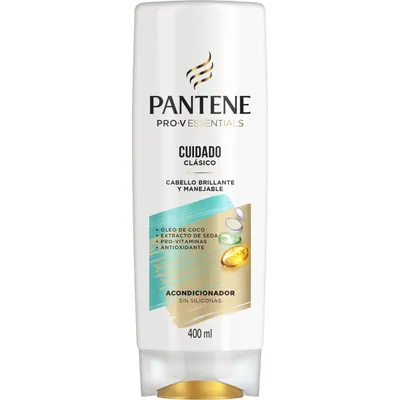 PANTENE
PRO-V ESSENTIALS
CUIDADO
CLÁSICO
CABELLO BRILLANTE
Y MANEJABLE
• ÓLEO DE COCO
• EXTRACTO DE SEDA
• PRO-VITAMINAS
• ANTIOXIDANTE
ACONDICIONADOR
SIN SILICONAS
400 ml